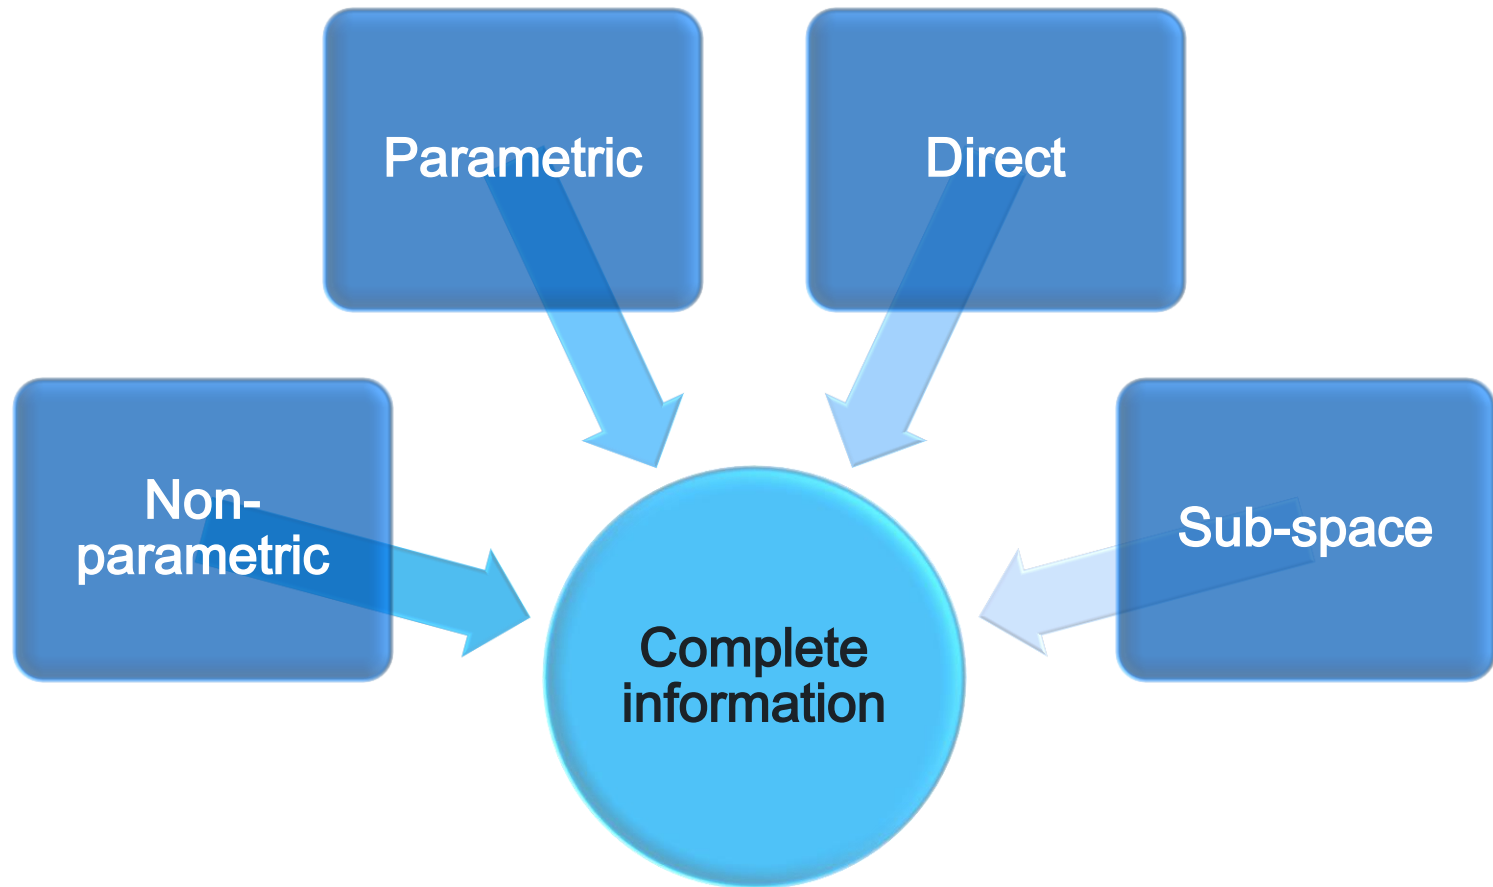 Parametric
Direct
Non-
parametric
Sub-space
Complete
information